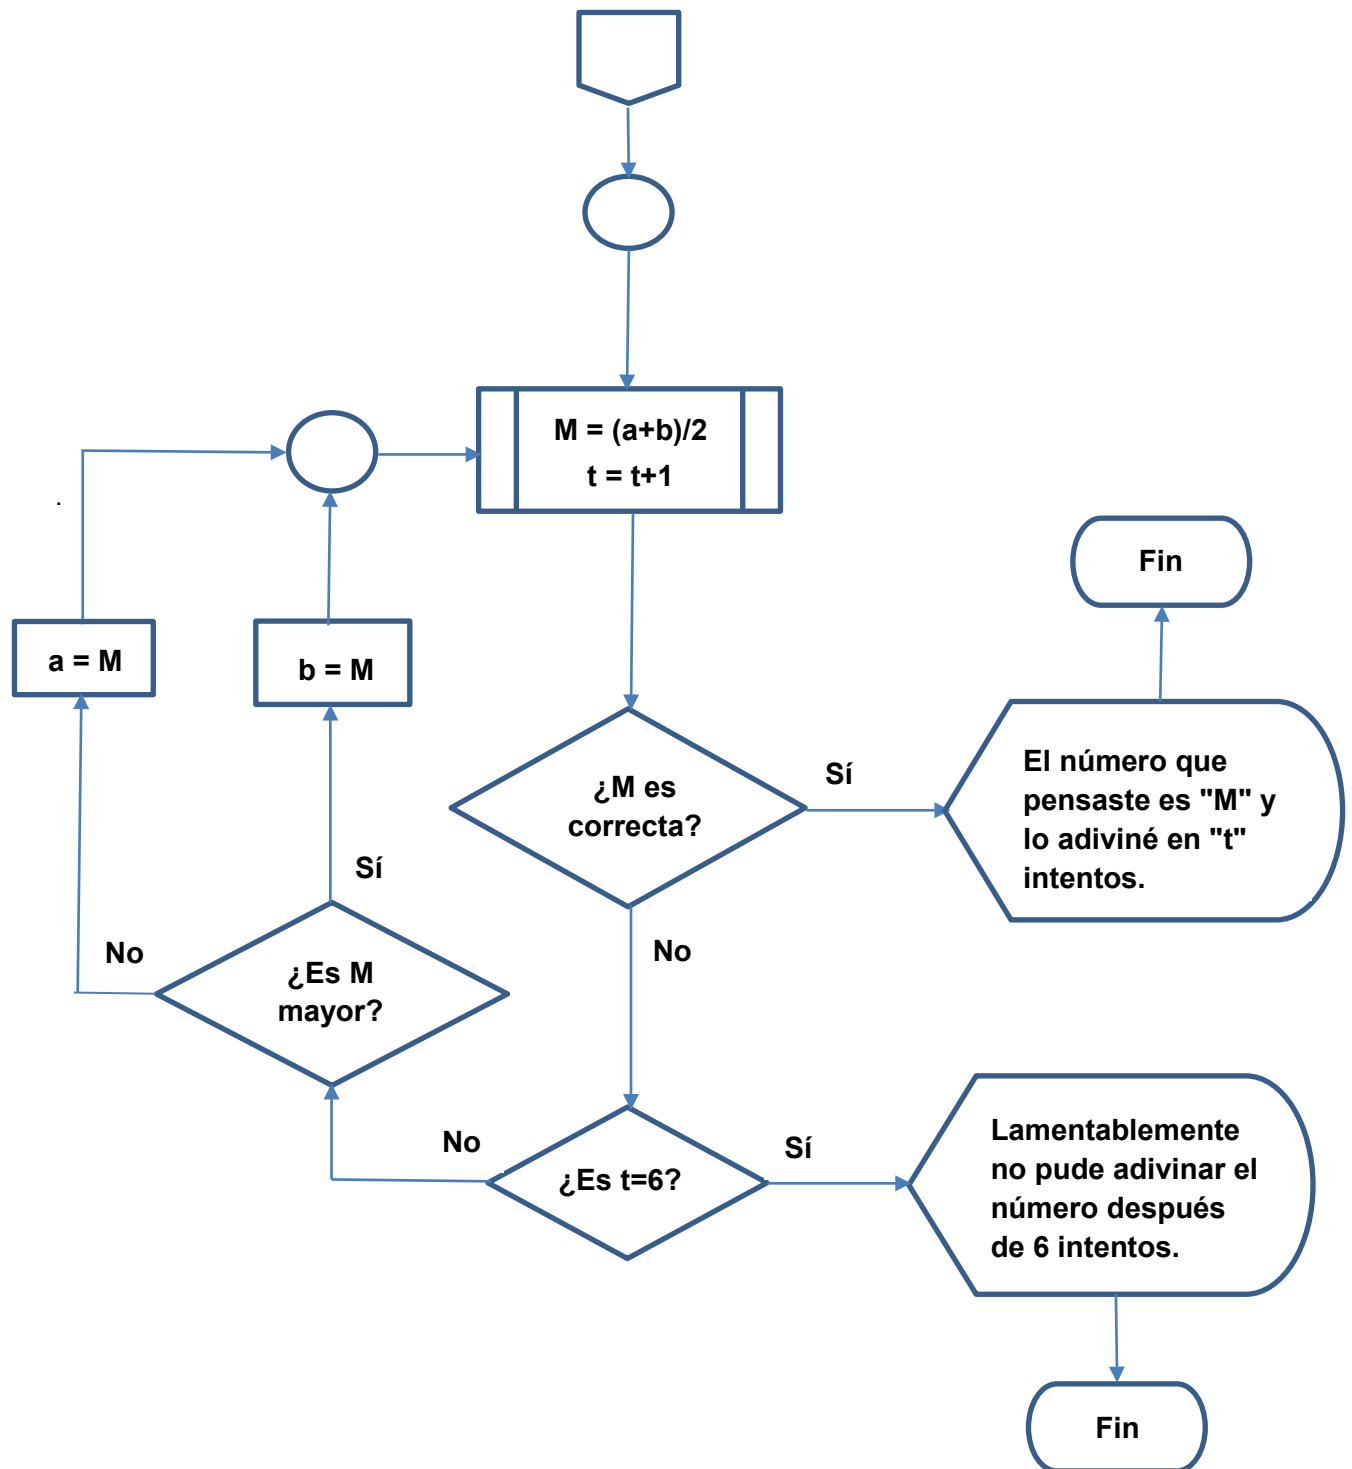 M = (a+b)/2
t = t+1
Fin
a = M
b = M
¿M es
correcta?
Sí
El número que
pensaste es "M" y
lo adiviné en "t"
intentos.
Sí
No
No
¿Es M
mayor?
No
¿Es t=6?
Sí
Lamentablemente
no pude adivinar el
número después
de 6 intentos.
Fin